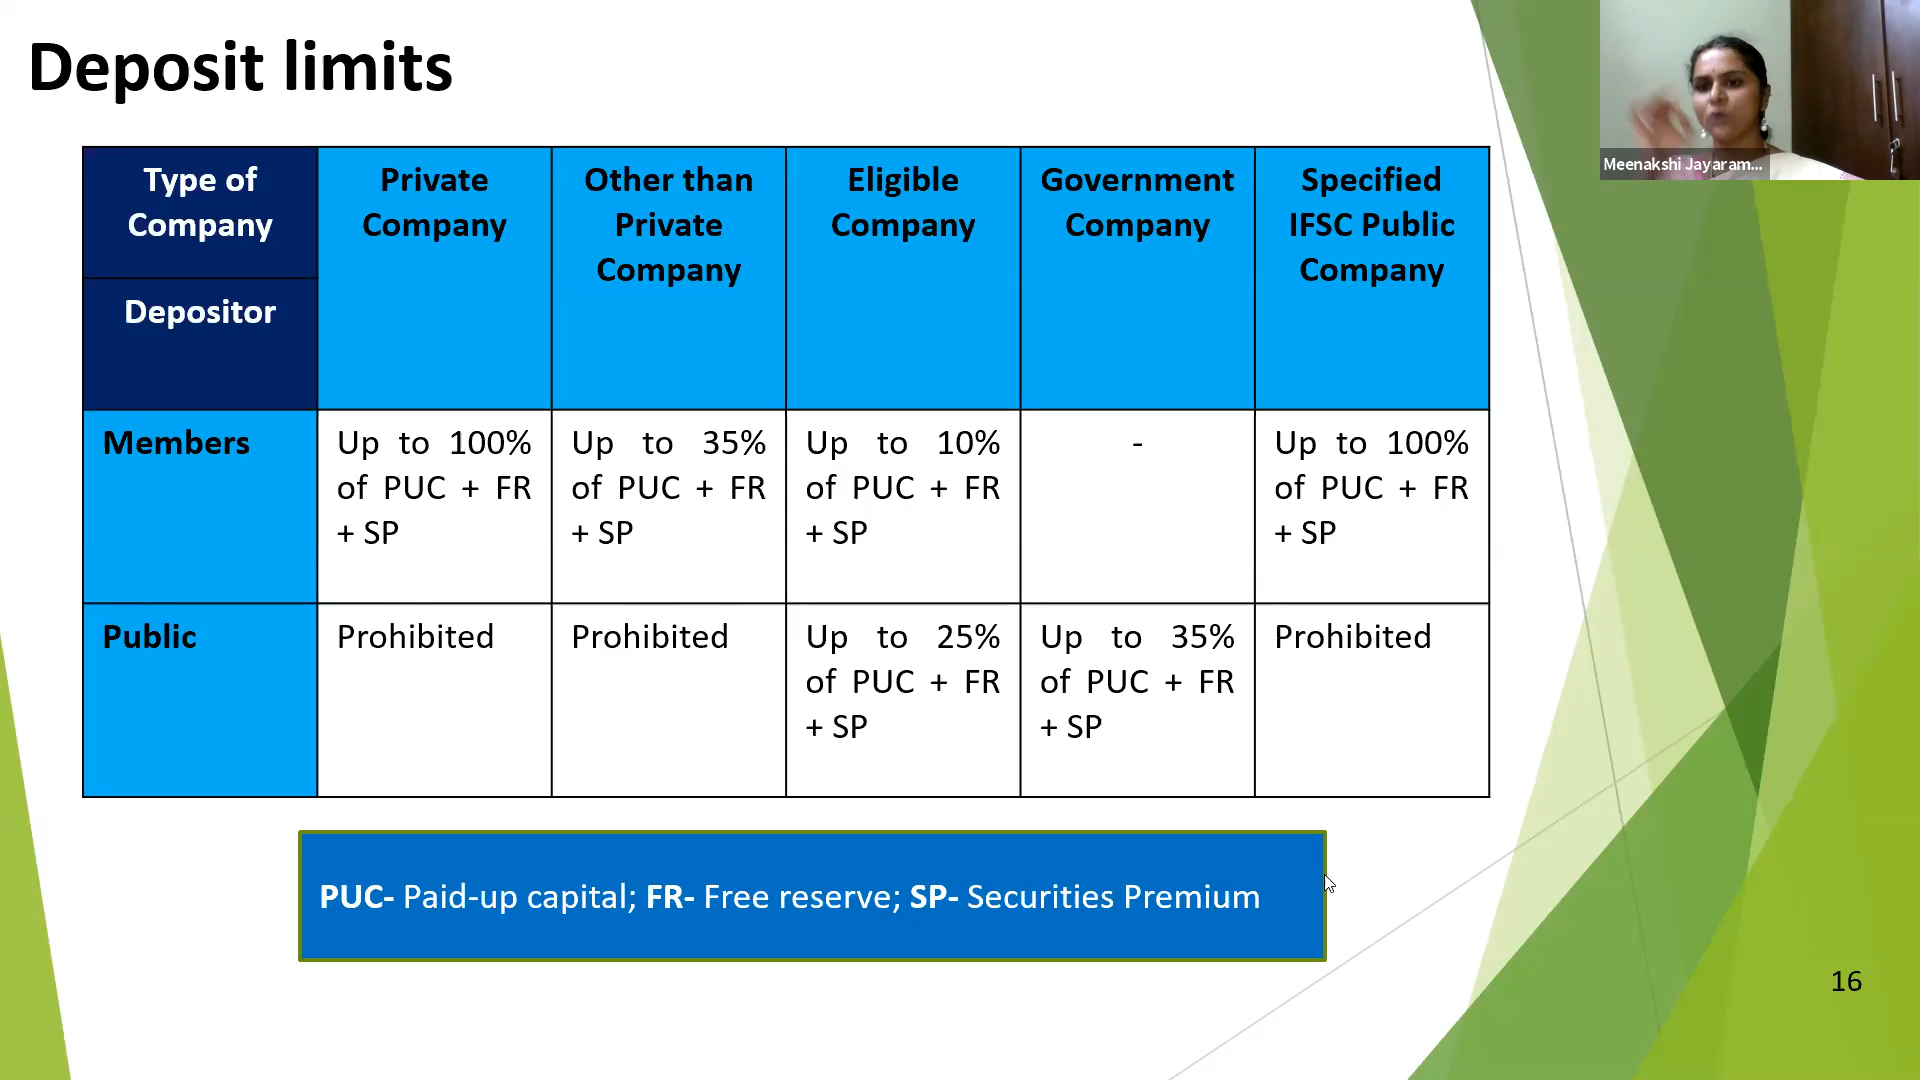 Deposit limits
Meenakshi Jayaram...
Type of
Company
Depositor
Private
Company
Other than
Private
Company
Eligible
Company
Government
Company
Specified
IFSC Public
Company
Members
Up to 100%
of PUC + FR
+ SP
Up to 35%
of PUC + FR
+ SP
Up to 10%
of PUC + FR
+ SP
-
Up to 100%
of PUC + FR
+ SP
Public
Prohibited
Prohibited
Up to 25%
of PUC + FR
+ SP
Up to 35%
of PUC + FR
+ SP
Prohibited
PUC- Paid-up capital; FR- Free reserve; SP- Securities Premium
16